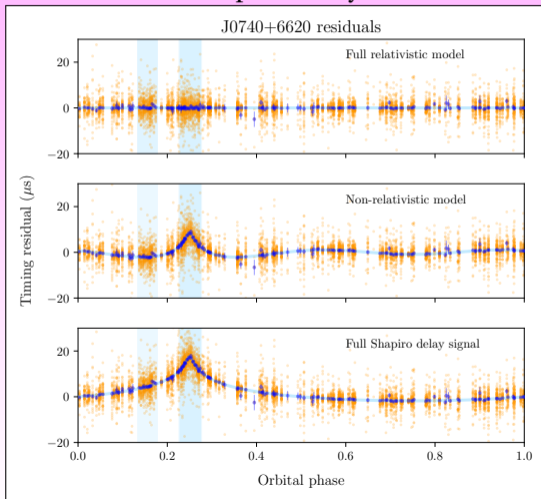 J0740+6620 residuals
Full relativistic model
20
0
−20
Non-relativistic model
20
0
−20
Full Shapiro delay signal
20
0
−20
0.0 0.2 0.4 0.6 0.8 1.0
Timing residual (μs)
Orbital phase